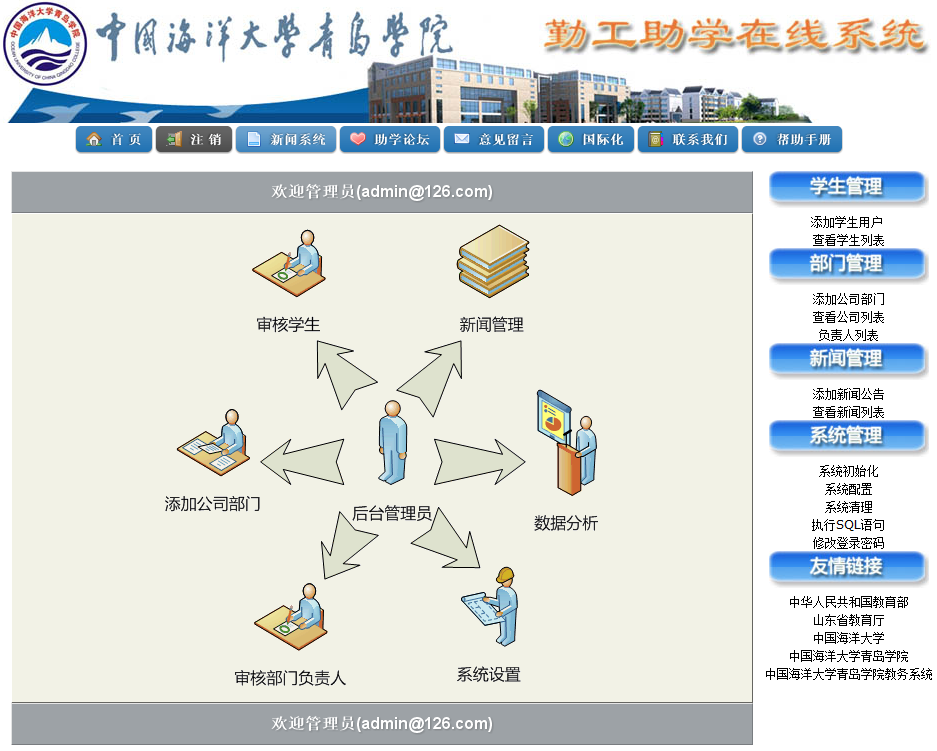 中国海洋大学青岛学院
勤工助学在线系统
中国海洋大学青岛学院
首 页
注 销
新闻系统
助学论坛
意见留言
国际化
联系我们
帮助手册
欢迎管理员(admin@126.com)
审核学生
新闻管理
添加公司部门
后台管理员
数据分析
审核部门负责人
系统设置
欢迎管理员(admin@126.com)
学生管理
添加学生用户
查看学生列表
部门管理
添加公司部门
查看公司列表
负责人列表
新闻管理
添加新闻公告
查看新闻列表
系统管理
系统初始化
系统配置
系统清理
执行SQL语句
修改登录密码
友情链接
中华人民共和国教育部
山东省教育厅
中国海洋大学
中国海洋大学青岛学院
中国海洋大学青岛学院教务系统